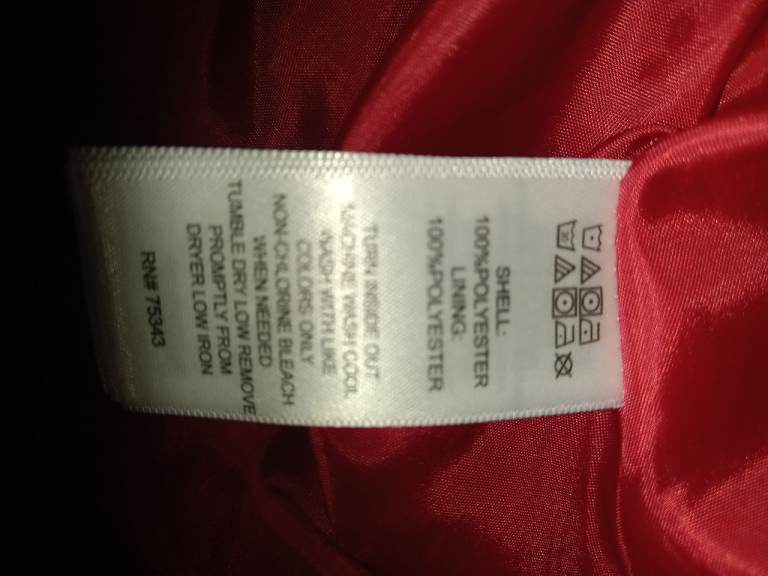 SHELL:
100%POLYESTER
LINING:
100%POLYESTER
TURN INSIDE OUT
MACHINE WASH COOL
WASH WITH LIKE
COLORS ONLY
NON-CHLORINE BLEACH
WHEN NEEDED
TUMBLE DRY LOW REMOVE
PROMPTLY FROM
DRYER LOW IRON
RN# 75343